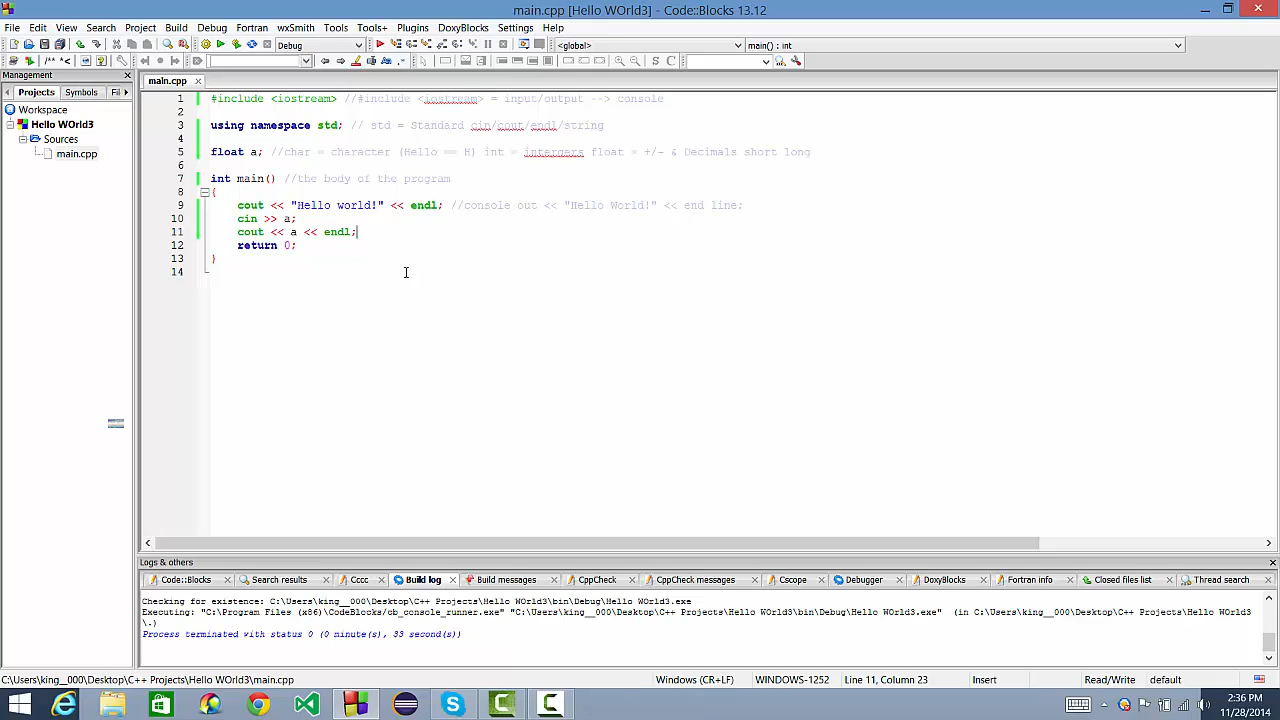 main.cpp [Hello WOrld3] - Code::Blocks 13.12
File Edit View Search Project Build Debug Fortran wxSmith Tools Tools+ Plugins DoxyBlocks Settings Help
Debug <global> main() : int
/** *<
Management
Projects Symbols Fil
main.cpp
Workspace
Hello WOrld3
Sources
main.cpp
1 #include <iostream> //#include <iostream> = input/output --> console
2
3 using namespace std; // std = Standard cin/cout/endl/string
4
5 float a; //char = character (Hello == H) int = intergers float = +/- & Decimals short long
6
7 int main() //the body of the program
8 {
9 cout << "Hello world!" << endl; //console out << "Hello World!" << end line;
10 cin >> a;
11 cout << a << endl;
12 return 0;
13 }
14
Logs & others
Code::Blocks Search results Cccc Build log Build messages CppCheck CppCheck messages Cscope Debugger DoxyBlocks Fortran info Closed files list Thread search
Checking for existence: C:\Users\king__000\Desktop\C++ Projects\Hello WOrld3\bin\Debug\Hello WOrld3.exe
Executing: "C:\Program Files (x86)\CodeBlocks/cb_console_runner.exe" "C:\Users\king__000\Desktop\C++ Projects\Hello WOrld3\bin\Debug\Hello WOrld3.exe" (in C:\Users\king__000\Desktop\C++ Projects\Hello WOrld3
\.)
Process terminated with status 0 (0 minute(s), 33 second(s))
C:\Users\king__000\Desktop\C++ Projects\Hello WOrld3\main.cpp Windows (CR+LF) WINDOWS-1252 Line 11, Column 23 Insert Read/Write default
2:36 PM
11/28/2014